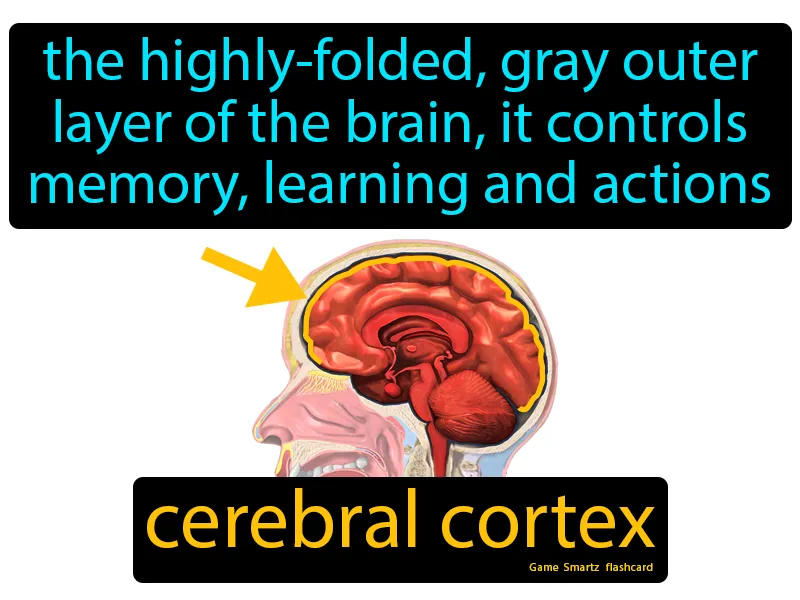 the highly-folded, gray outer
layer of the brain, it controls
memory, learning and actions
cerebral cortex
Game Smartz flashcard